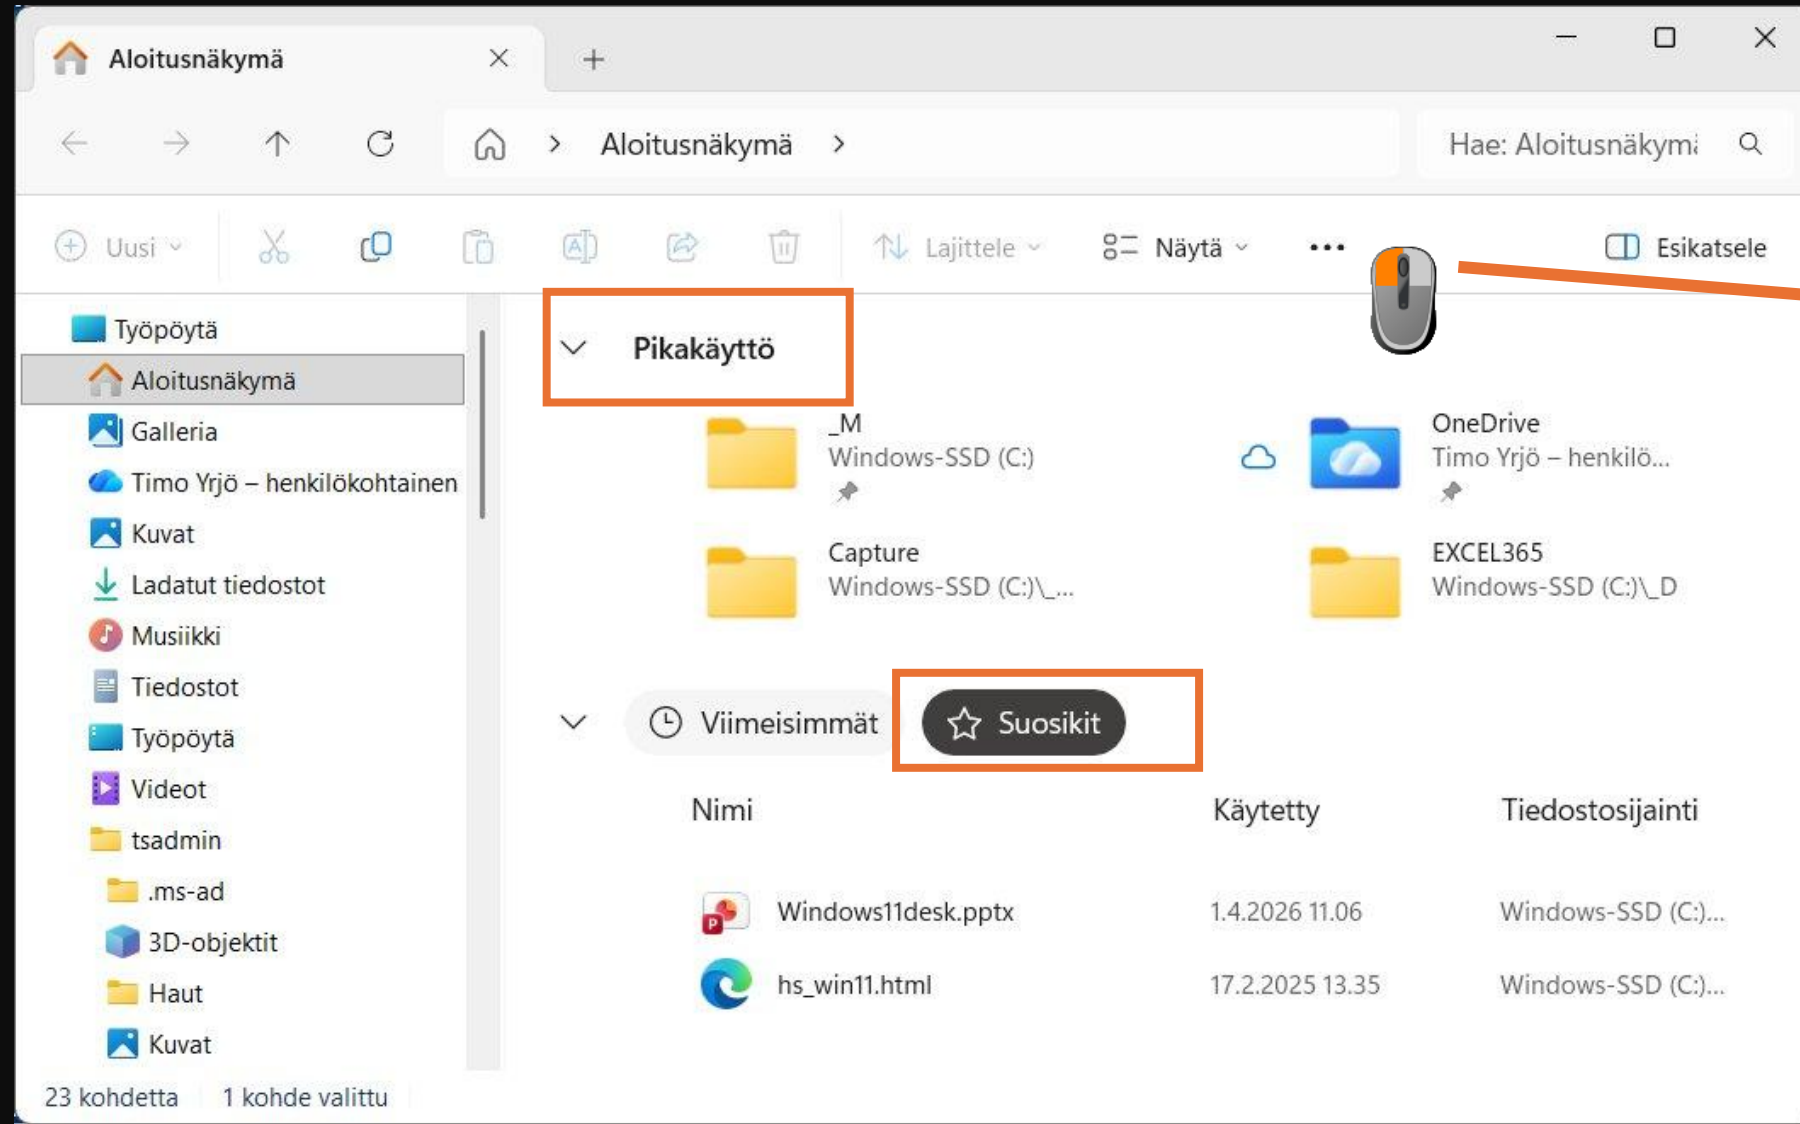 Aloitusnäkymä
Aloitusnäkymä
Hae: Aloitusnäkymä
Uusi
Lajittele
Näytä
Esikatsele
Työpöytä
Aloitusnäkymä
Galleria
Timo Yrjö – henkilökohtainen
Kuvat
Ladatut tiedostot
Musiikki
Tiedostot
Työpöytä
Videot
tsadmin
.ms-ad
3D-objektit
Haut
Kuvat
Pikakäyttö
_M
Windows-SSD (C:)
OneDrive
Timo Yrjö – henkilö...
Capture
Windows-SSD (C:)\_...
EXCEL365
Windows-SSD (C:)\_D
Viimeisimmät
Suosikit
Nimi Käytetty Tiedostosijainti
Windows11desk.pptx 1.4.2026 11.06 Windows-SSD (C:)...
hs_win11.html 17.2.2025 13.35 Windows-SSD (C:)...
23 kohdetta 1 kohde valittu